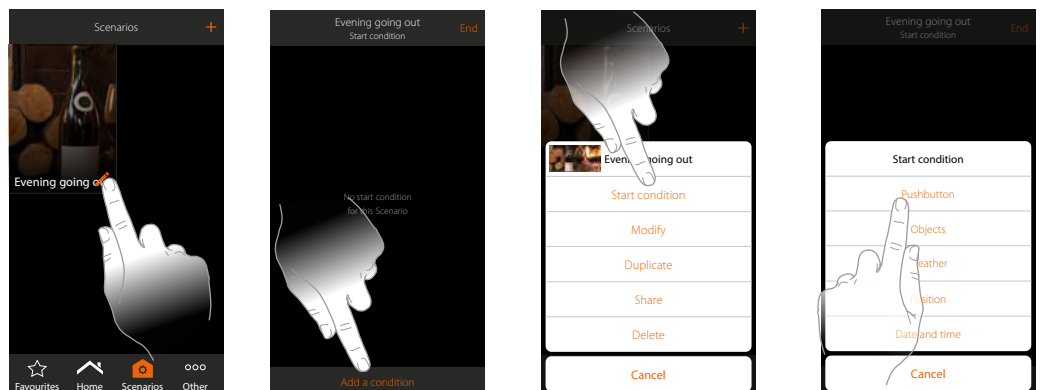 Scenarios
+
Evening going
Favourites
Home
Scenarios
Other
Evening going out
Start condition
End
No start condition
for this Scenario
Add a condition
Scenarios
+
Evening going out
Start condition
Modify
Duplicate
Share
Delete
Cancel
Evening going out
Start condition
End
Start condition
Pushbutton
Objects
Weather
Position
Date and time
Cancel